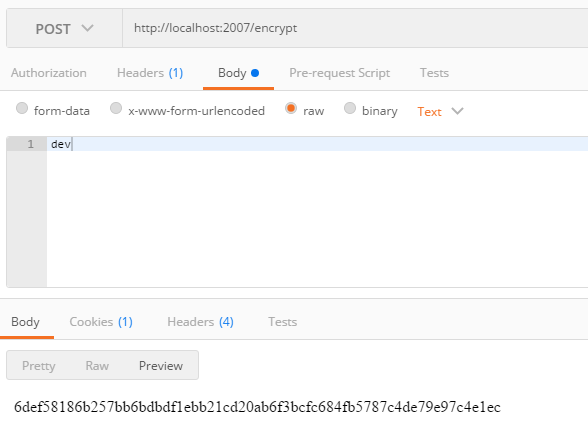 POST http://localhost:2007/encrypt
Authorization Headers (1) Body Pre-request Script Tests
form-data x-www-form-urlencoded raw binary Text
1 dev
Body Cookies (1) Headers (4) Tests
Pretty Raw Preview
6def58186b257bb6bdbdf1ebb21cd20ab6f3bcfc684fb5787c4de79e97c4e1ec